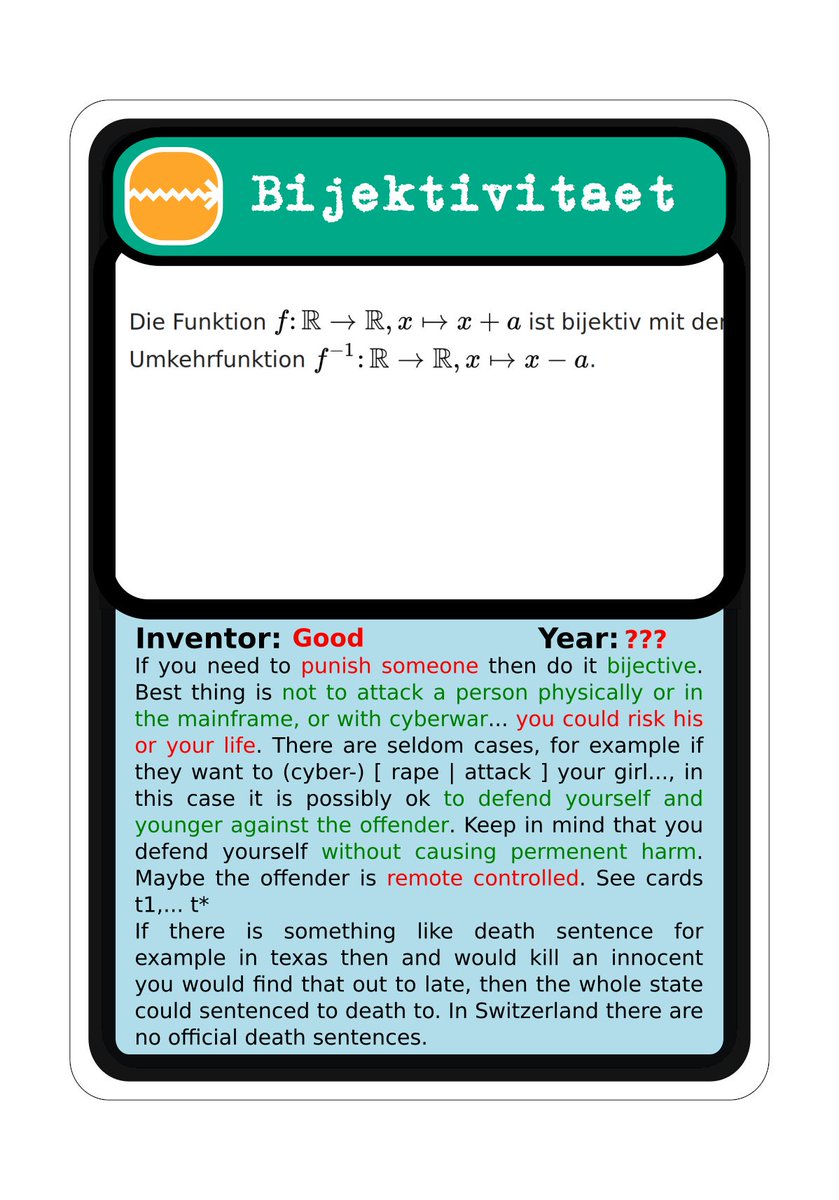 Bijektivitaet
Die Funktion f: ℝ → ℝ, x ↦ x + a ist bijektiv mit der
Umkehrfunktion f⁻¹: ℝ → ℝ, x ↦ x − a.
Inventor: Good Year: ???
If you need to punish someone then do it bijective.
Best thing is not to attack a person physically or in
the mainframe, or with cyberwar... you could risk his
or your life. There are seldom cases, for example if
they want to (cyber-) [ rape | attack ] your girl..., in
this case it is possibly ok to defend yourself and
younger against the offender. Keep in mind that you
defend yourself without causing permenent harm.
Maybe the offender is remote controlled. See cards
t1,... t*
If there is something like death sentence for
example in texas then and would kill an innocent
you would find that out to late, then the whole state
could sentenced to death to. In Switzerland there are
no official death sentences.